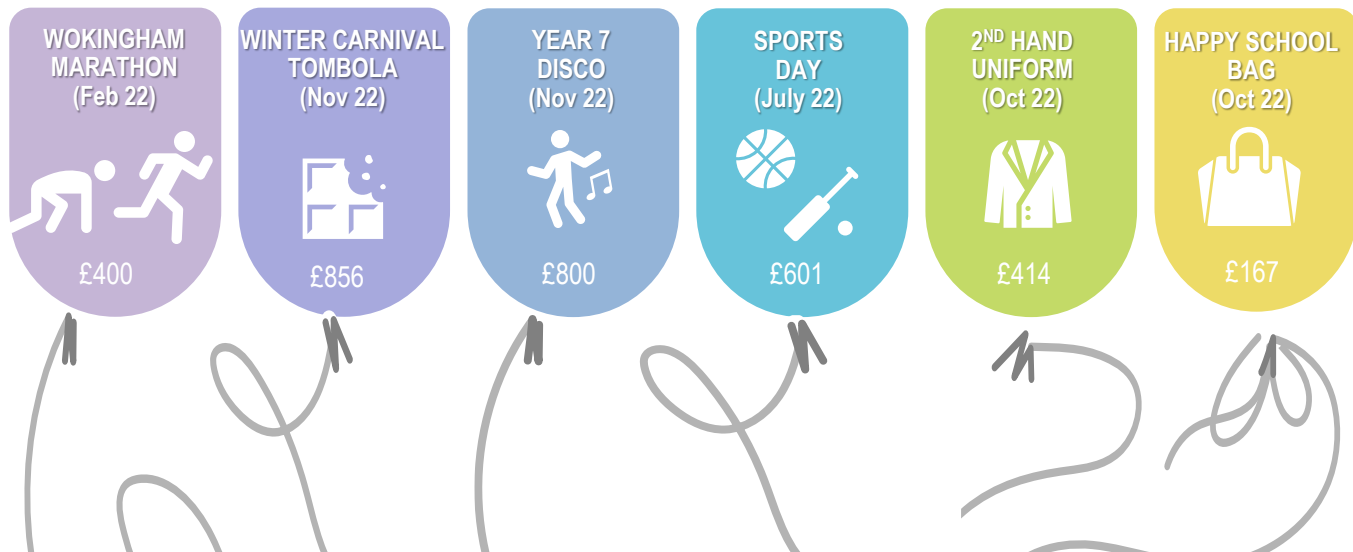 WOKINGHAM
MARATHON
(Feb 22)
£400
WINTER CARNIVAL
TOMBOLA
(Nov 22)
£856
YEAR 7
DISCO
(Nov 22)
£800
SPORTS
DAY
(July 22)
£601
2ND HAND
UNIFORM
(Oct 22)
£414
HAPPY SCHOOL
BAG
(Oct 22)
£167